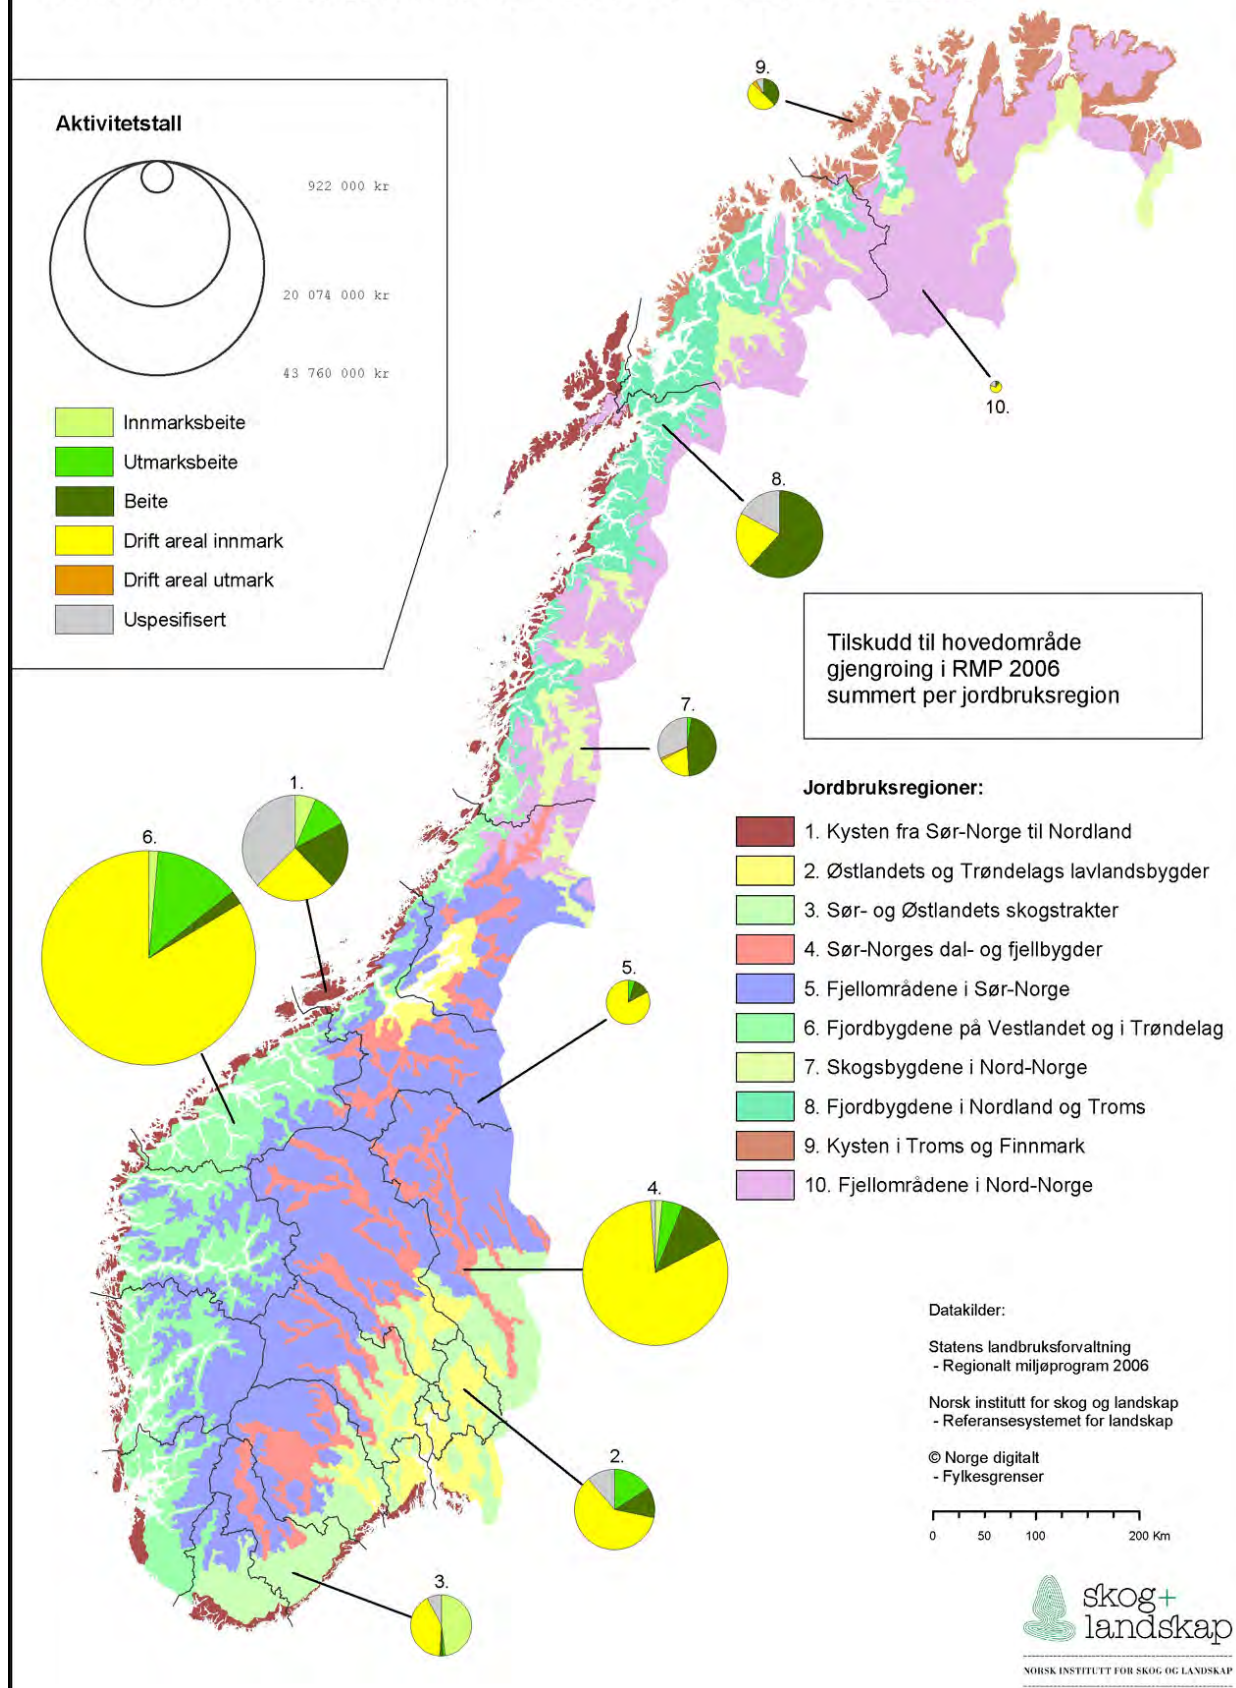 Aktivitetstall
922 000 kr
20 074 000 kr
43 760 000 kr
Innmarksbeite
Utmarksbeite
Beite
Drift areal innmark
Drift areal utmark
Uspesifisert
9.
10.
8.
7.
1.
6.
5.
4.
2.
3.
Tilskudd til hovedområde
gjengroing i RMP 2006
summert per jordbruksregion
Jordbruksregioner:
1. Kysten fra Sør-Norge til Nordland
2. Østlandets og Trøndelags lavlandsbygder
3. Sør- og Østlandets skogstrakter
4. Sør-Norges dal- og fjellbygder
5. Fjellområdene i Sør-Norge
6. Fjordbygdene på Vestlandet og i Trøndelag
7. Skogsbygdene i Nord-Norge
8. Fjordbygdene i Nordland og Troms
9. Kysten i Troms og Finnmark
10. Fjellområdene i Nord-Norge
Datakilder:
Statens landbruksforvaltning
- Regionalt miljøprogram 2006
Norsk institutt for skog og landskap
- Referansesystemet for landskap
© Norge digitalt
- Fylkesgrenser
0 50 100 200 Km
skog+
landskap
NORSK INSTITUTT FOR SKOG OG LANDSKAP